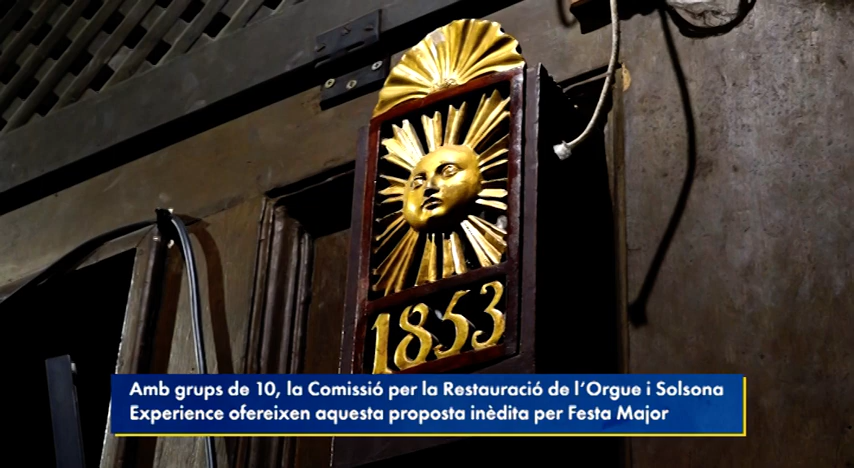 1853
Amb grups de 10, la Comissió per la Restauració de l'Orgue i Solsona
Experience ofereixen aquesta proposta inèdita per Festa Major